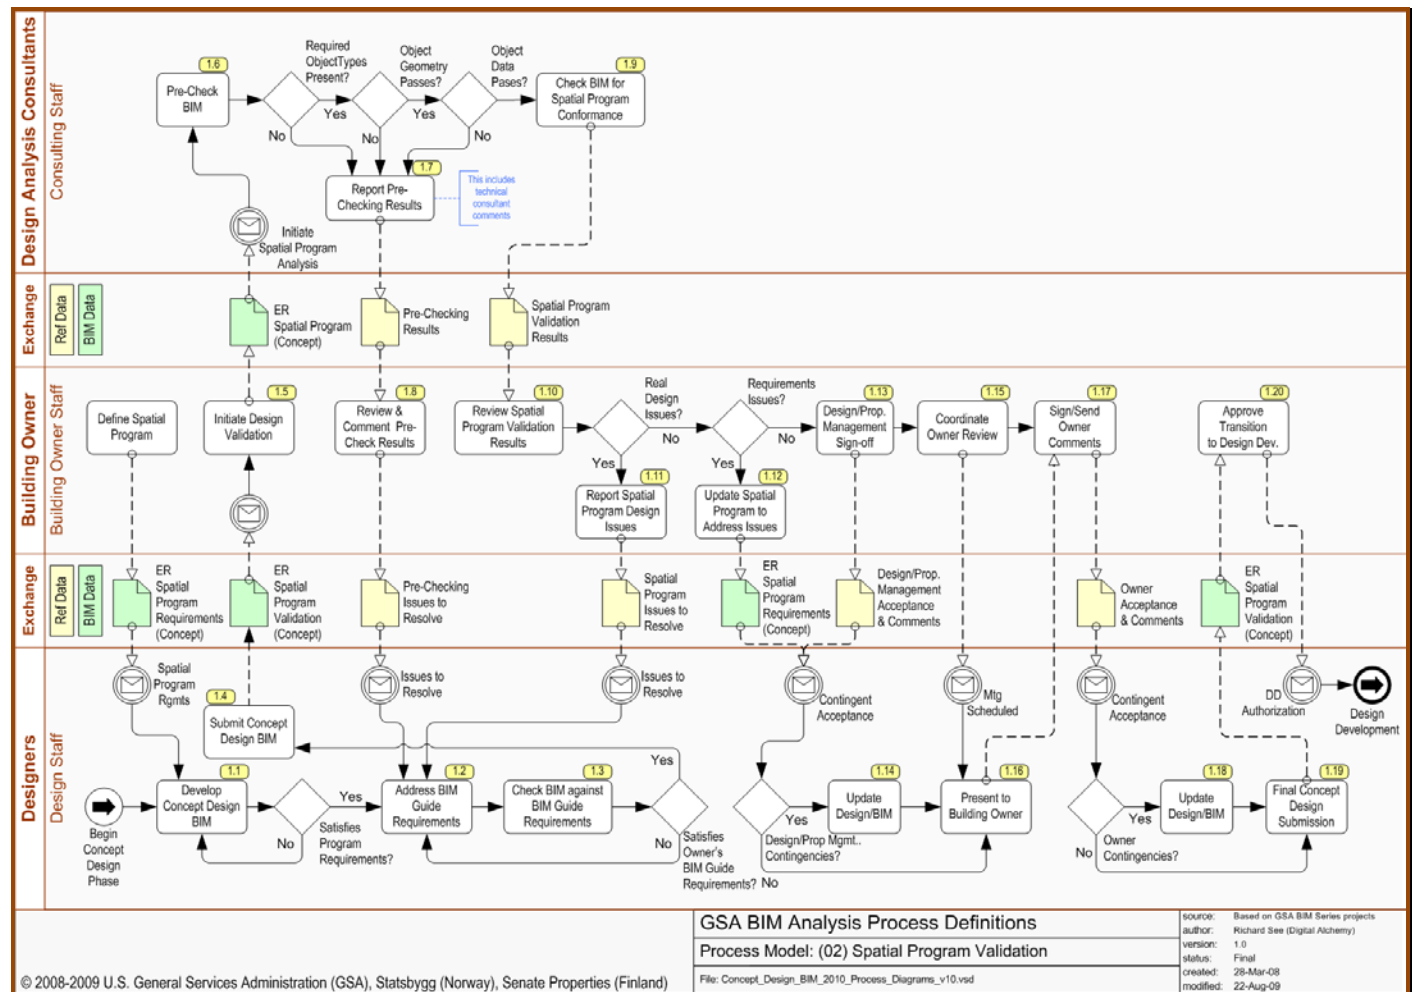 Design Analysis Consultants
Consulting Staff
1.6
Pre-Check
BIM
Required
ObjectTypes
Present?
Yes
No
Object
Geometry
Passes?
Yes
No
Object
Data
Pases?
No
1.9
Check BIM for
Spatial Program
Conformance
1.7
Report Pre-
Checking Results
This includes
technical
consultant
comments
Initiate
Spatial Program
Analysis
Exchange
Ref Data
BIM Data
ER
Spatial Program
(Concept)
Pre-Checking
Results
Spatial Program
Validation
Results
Building Owner
Building Owner Staff
Define Spatial
Program
1.5
Initiate Design
Validation
1.8
Review &
Comment Pre-
Check Results
1.10
Review Spatial
Program Validation
Results
Real
Design
Issues?
No
Yes
Requirements
Issues?
No
Yes
1.13
Design/Prop.
Management
Sign-off
1.15
Coordinate
Owner Review
1.17
Sign/Send
Owner
Comments
1.20
Approve
Transition
to Design Dev.
1.11
Report Spatial
Program Design
Issues
1.12
Update Spatial
Program to
Address Issues
Exchange
Ref Data
BIM Data
ER
Spatial
Program
Requirements
(Concept)
ER
Spatial
Program
Validation
(Concept)
Pre-Checking
Issues to
Resolve
Spatial
Program
Issues to
Resolve
ER
Spatial
Program
Requirements
(Concept)
Design/Prop.
Management
Acceptance
& Comments
Owner
Acceptance
& Comments
ER
Spatial
Program
Validation
(Concept)
Designers
Design Staff
Spatial
Program
Rgmts
1.4
Submit Concept
Design BIM
Issues to
Resolve
Issues to
Resolve
Contingent
Acceptance
Mtg
Scheduled
Contingent
Acceptance
DD
Authorization
Design
Development
Begin
Concept
Design
Phase
1.1
Develop
Concept Design
BIM
Yes
No
Satisfies
Program
Requirements?
1.2
Address BIM
Guide
Requirements
1.3
Check BIM against
BIM Guide
Requirements
Yes
No
Satisfies
Owner's
BIM Guide
Requirements?
Yes
Design/Prop Mgmt..
Contingencies?
No
1.14
Update
Design/BIM
1.16
Present to
Building Owner
Yes
No
Owner
Contingencies?
1.18
Update
Design/BIM
1.19
Final Concept
Design
Submission
© 2008-2009 U.S. General Services Administration (GSA), Statsbygg (Norway), Senate Properties (Finland)
GSA BIM Analysis Process Definitions
Process Model: (02) Spatial Program Validation
File: Concept_Design_BIM_2010_Process_Diagrams_v10.vsd
source: Based on GSA BIM Series projects
author: Richard See (Digital Alchemy)
version: 1.0
status: Final
created: 28-Mar-08
modified: 22-Aug-09